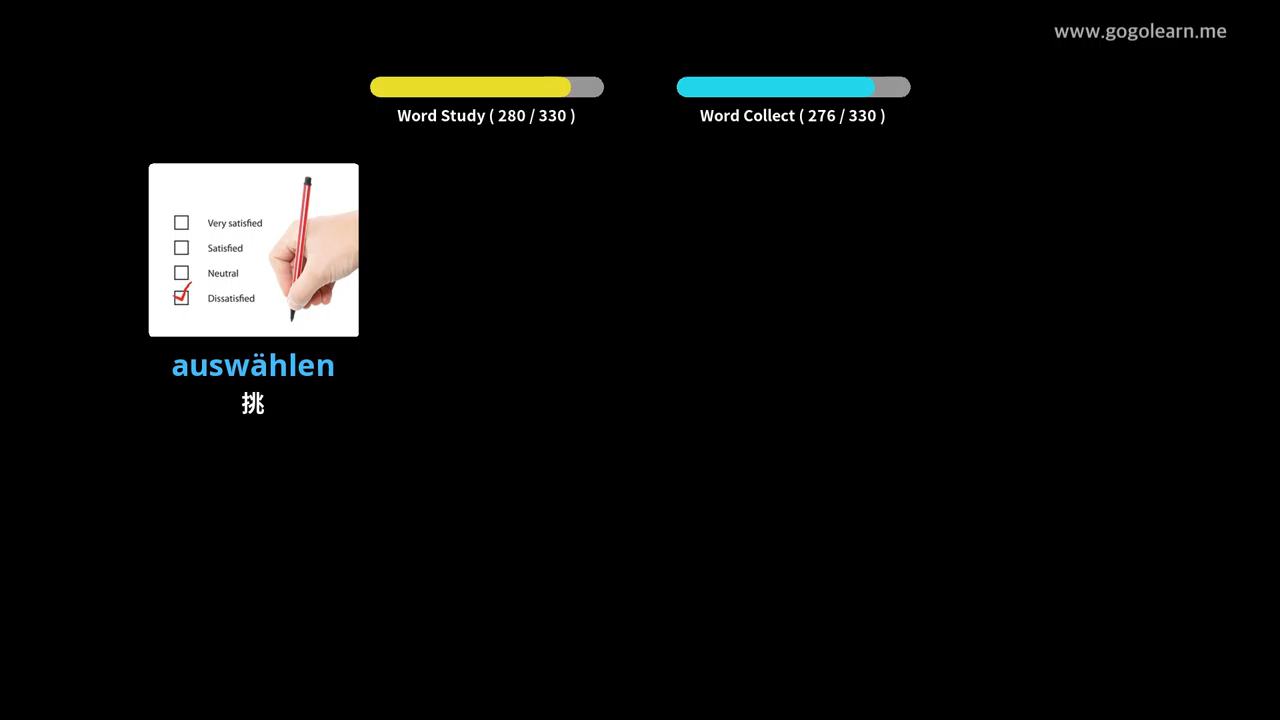 www.gogolearn.me
Word Study ( 280 / 330 )
Word Collect ( 276 / 330 )
Very satisfied
Satisfied
Neutral
Dissatisfied
auswählen
挑